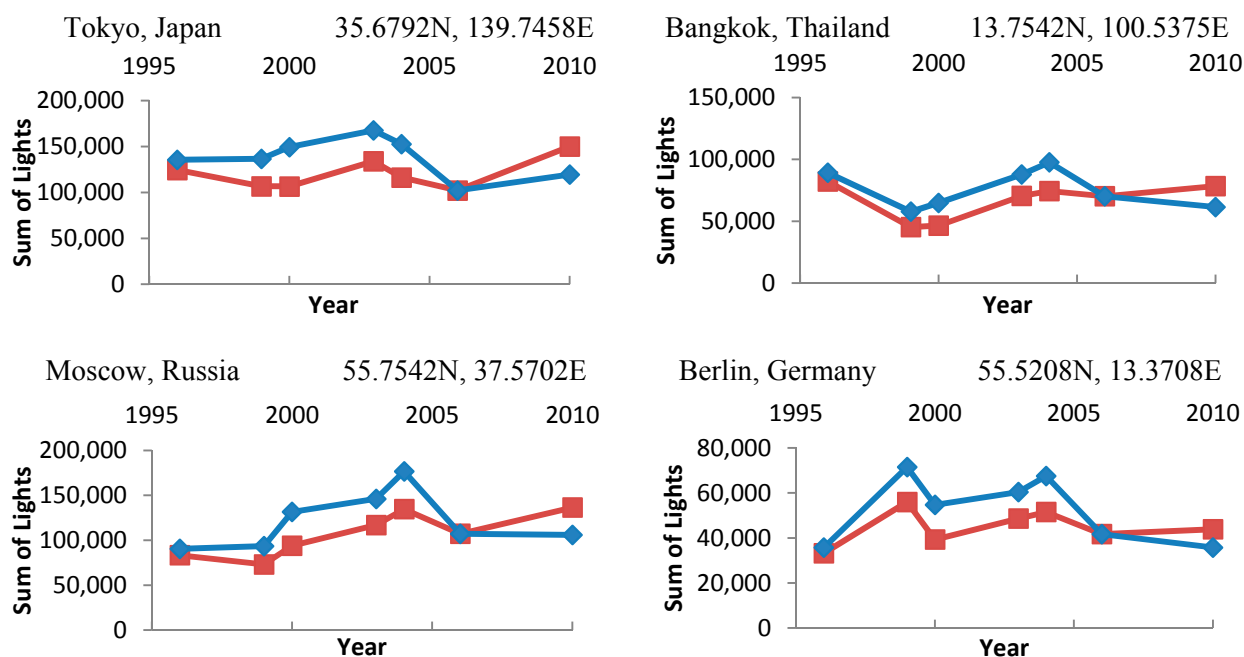 Tokyo, Japan 35.6792N, 139.7458E
1995 2000 2005 2010
200,000
150,000
100,000
50,000
0
Sum of Lights
Year
Bangkok, Thailand 13.7542N, 100.5375E
1995 2000 2005 2010
150,000
100,000
50,000
0
Sum of Lights
Year
Moscow, Russia 55.7542N, 37.5702E
1995 2000 2005 2010
200,000
150,000
100,000
50,000
0
Sum of Lights
Year
Berlin, Germany 55.5208N, 13.3708E
1995 2000 2005 2010
80,000
60,000
40,000
20,000
0
Sum of Lights
Year